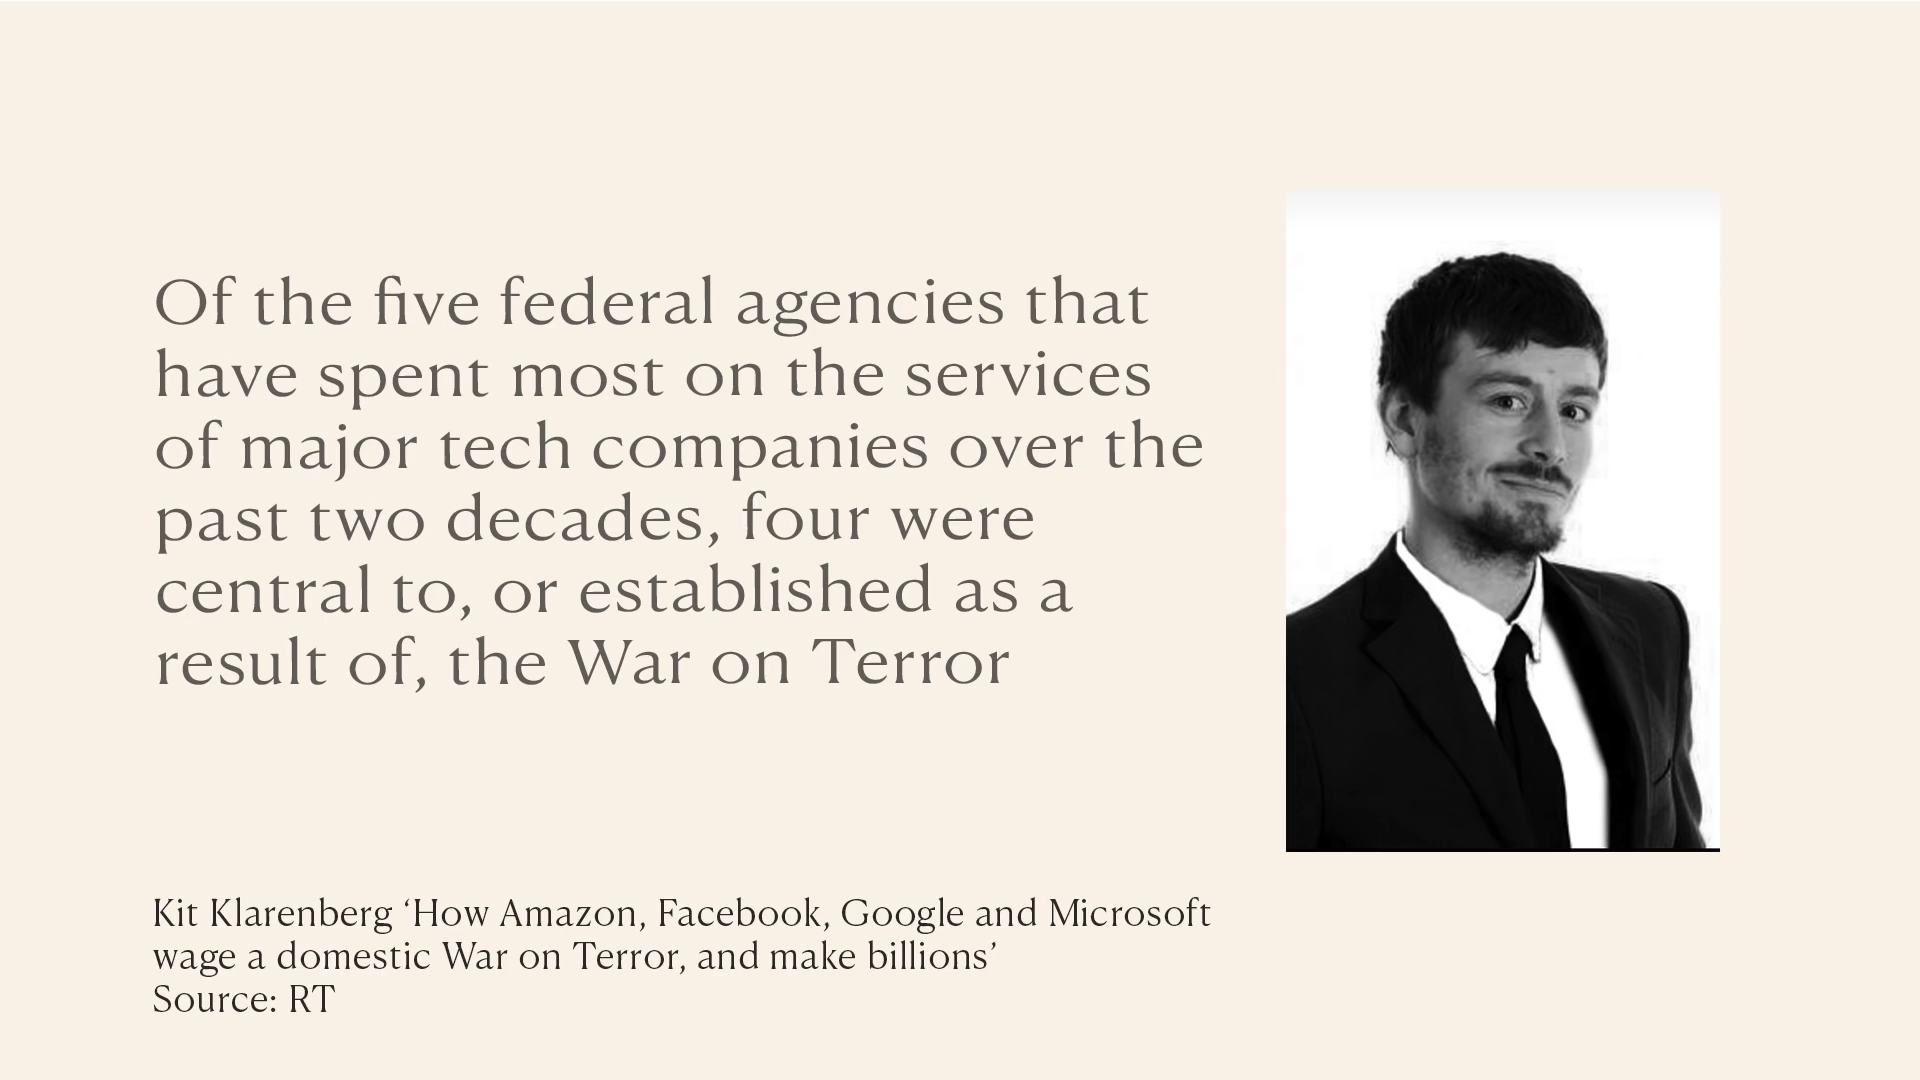 Of the five federal agencies that
have spent most on the services
of major tech companies over the
past two decades, four were
central to, or established as a
result of, the War on Terror
Kit Klarenberg ‘How Amazon, Facebook, Google and Microsoft
wage a domestic War on Terror, and make billions’
Source: RT